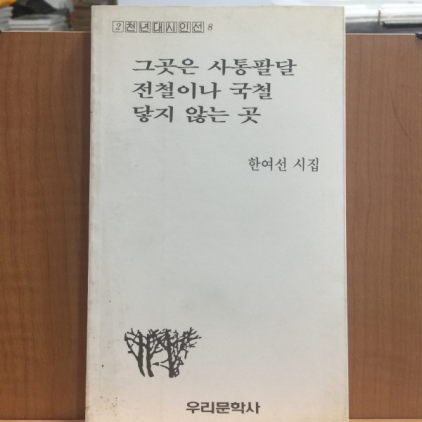 2천년대시인선 8
그곳은 사통팔달
전철이나 국철
닿지 않는 곳
한여선 시집
우리문학사